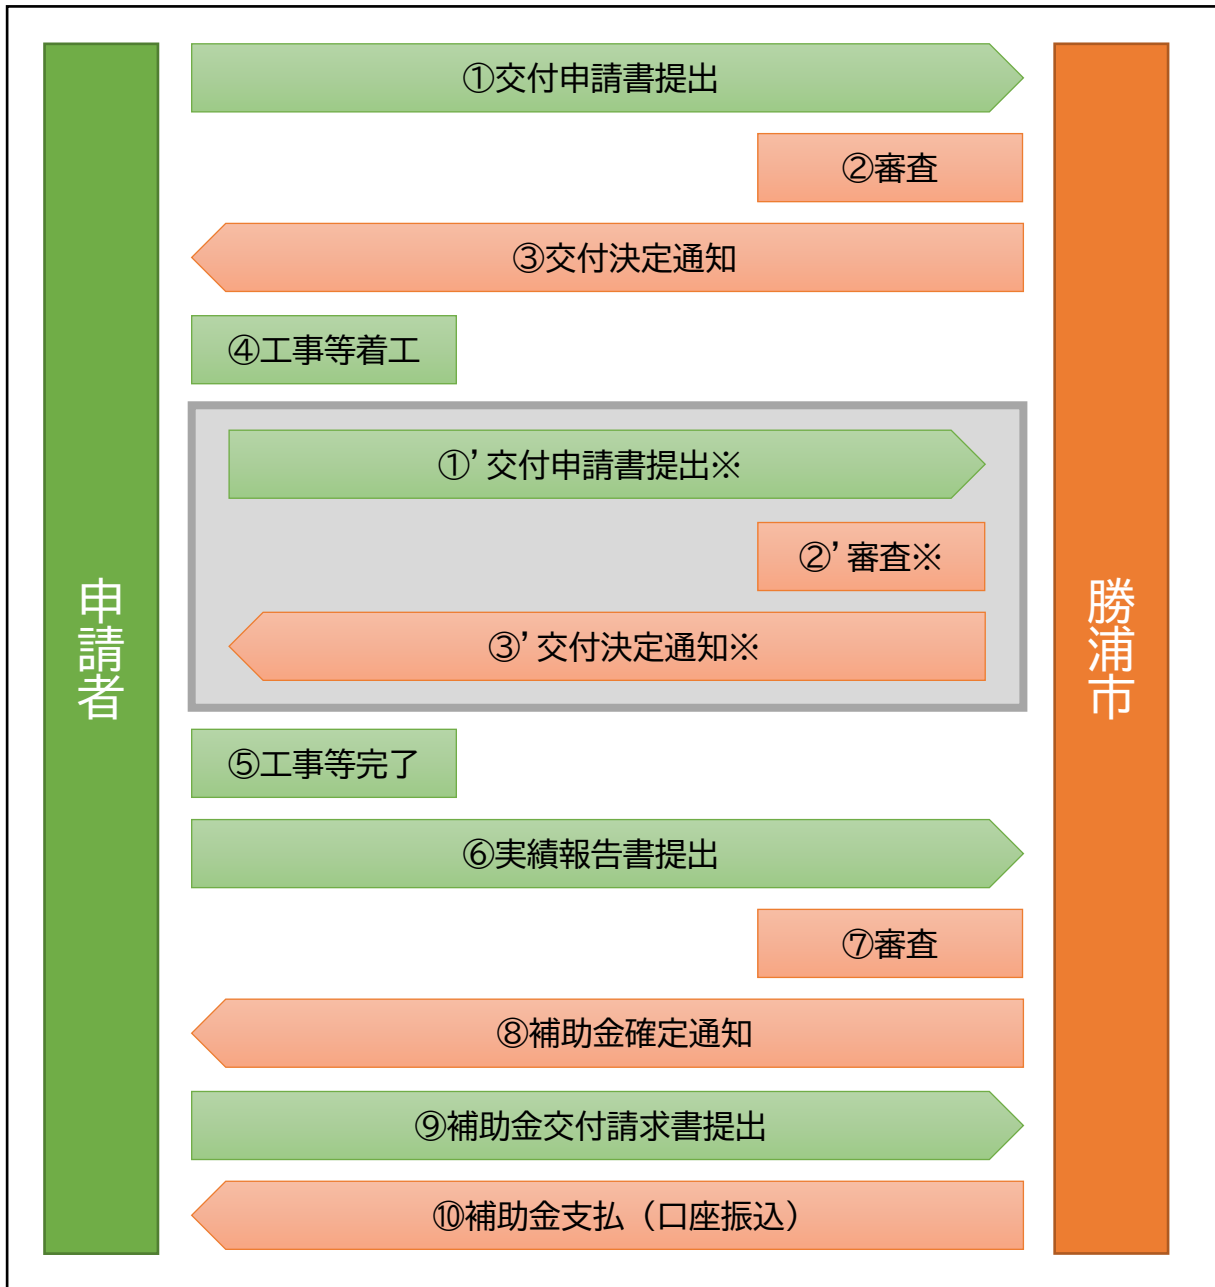 ①交付申請書提出
②審査
③交付決定通知
④工事等着工
①’交付申請書提出※
②’審査※
③’交付決定通知※
申請者
勝浦市
⑤工事等完了
⑥実績報告書提出
⑦審査
⑧補助金確定通知
⑨補助金交付請求書提出
⑩補助金支払（口座振込）